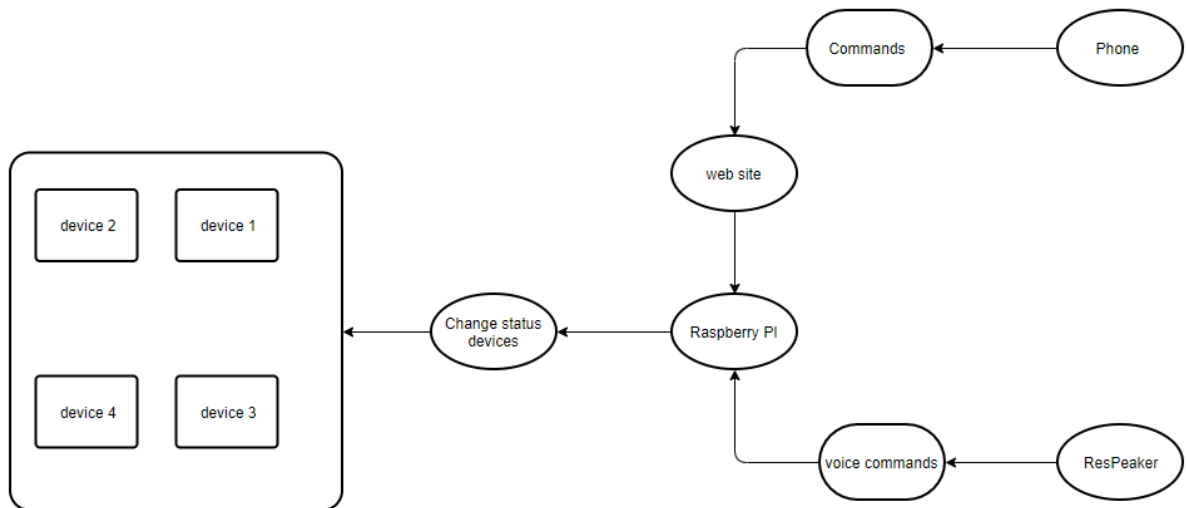 Commands
Phone
web site
device 2
device 1
Change status
devices
Raspberry PI
device 4
device 3
voice commands
ResPeaker